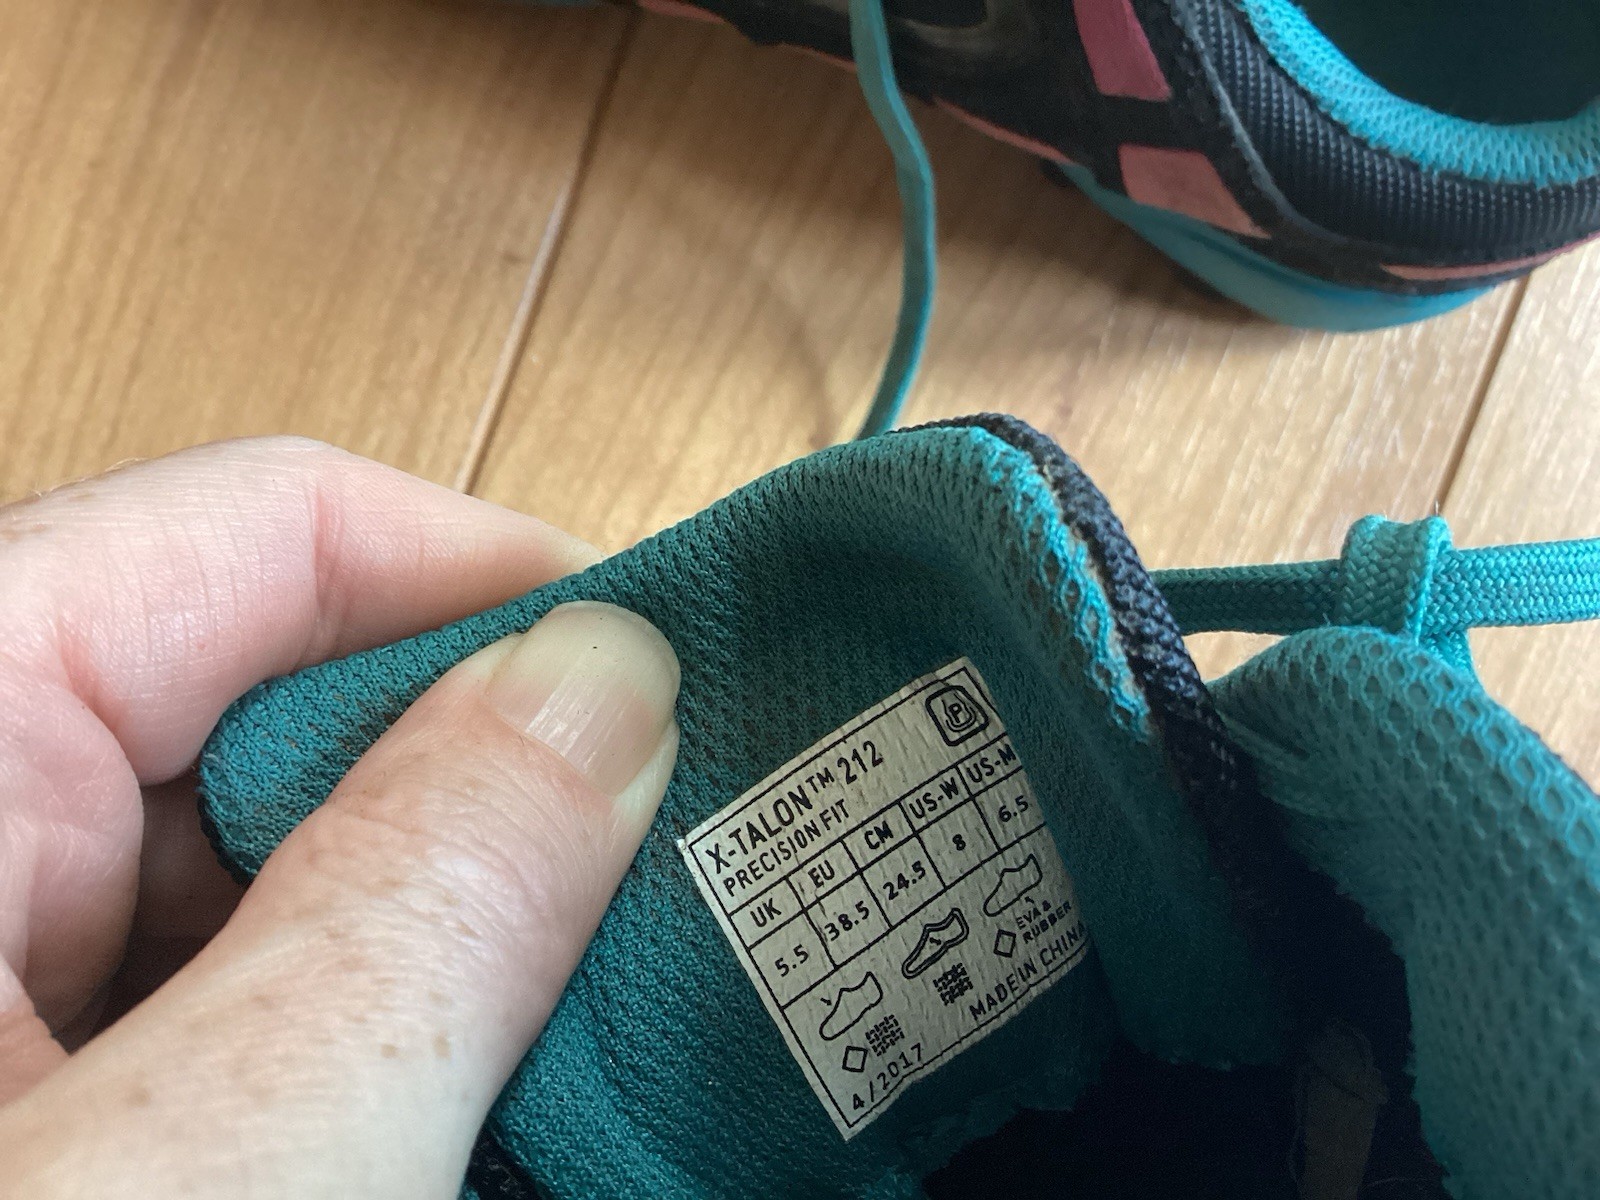 X-TALON™ 212
PRECISION FIT
P
UK EU CM US-W US-M
5.5 38.5 24.5 8 6.5
EVA &
RUBBER
MADE IN CHINA
4/2017